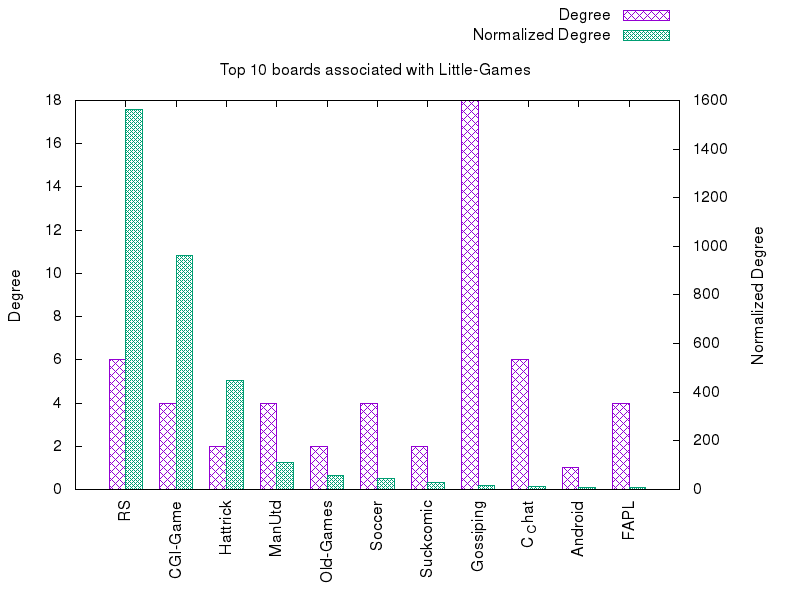 Degree
Normalized Degree
Top 10 boards associated with Little-Games
18
16
14
12
10
8
6
4
2
0
1600
1400
1200
1000
800
600
400
200
0
Degree
Normalized Degree
RS
CGI-Game
Hattrick
ManUtd
Old-Games
Soccer
Suckcomic
Gossiping
C_Chat
Android
FAPL